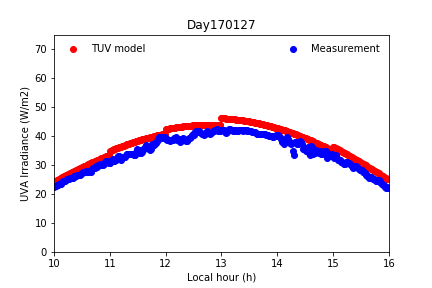 Day170127
TUV model
Measurement
UVA Irradiance (W/m2)
70
60
50
40
30
20
10
0
10 11 12 13 14 15 16
Local hour (h)